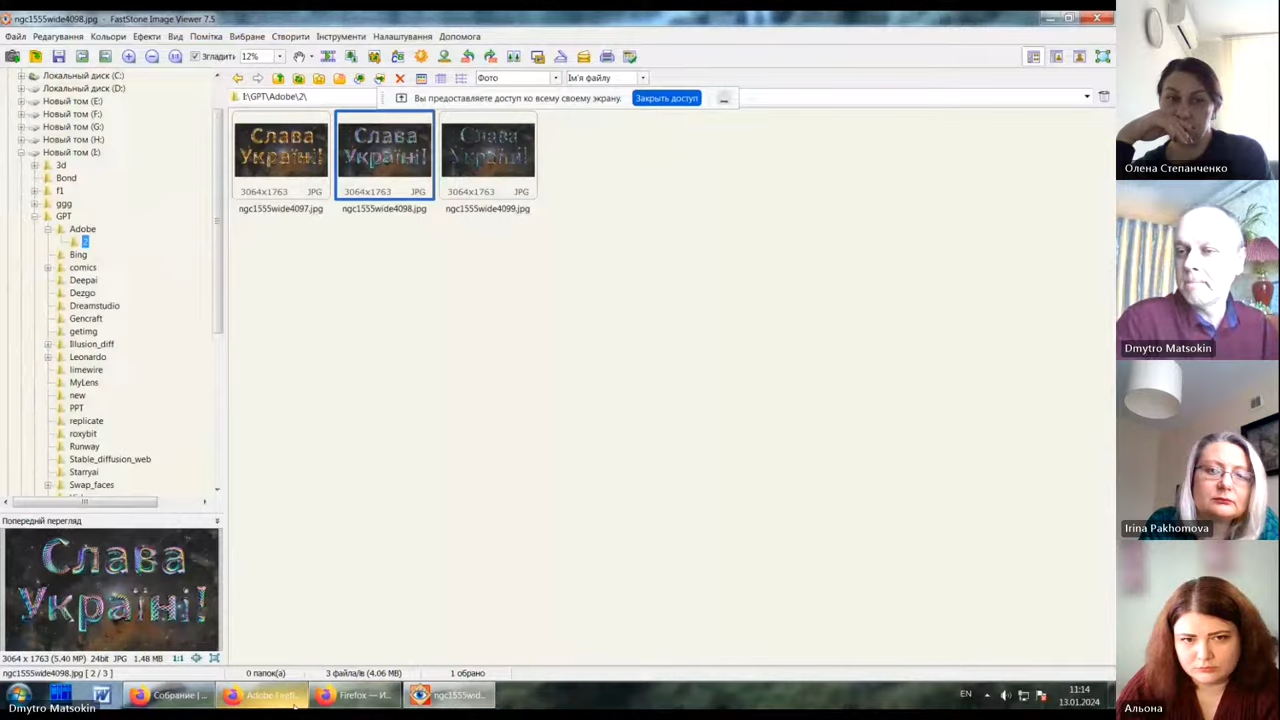 ngc1555wide4098.jpg - FastStone Image Viewer 7.5
Файл Редагування Кольори Ефекти Вид Помітка Вибране Створити Інструменти Налаштування Допомога
Згладити 12%
Фото Ім'я файлу
I:\GPT\Adobe\2\
Вы предоставляете доступ ко всему своему экрану. Закрыть доступ
Локальный диск (C:)
Локальный диск (D:)
Новый том (E:)
Новый том (F:)
Новый том (G:)
Новый том (H:)
Новый том (I:)
3d
Bond
f1
ggg
GPT
Adobe
2
Bing
comics
Deepai
Dezgo
Dreamstudio
Gencraft
getimg
Illusion_diff
Leonardo
limewire
MyLens
new
PPT
replicate
roxybit
Runway
Stable_diffusion_web
Starryai
Swap_faces
Слава Україні!
3064x1763 JPG
ngc1555wide4097.jpg
Слава Україні!
3064x1763 JPG
ngc1555wide4098.jpg
Слава Україні!
3064x1763 JPG
ngc1555wide4099.jpg
Попередній перегляд
Слава
Україні!
3064 x 1763 (5.40 MP) 24bit JPG 1.48 MB 1:1
ngc1555wide4098.jpg [ 2 / 3 ]
0 папок(а) 3 файла/ів (4.06 MB) 1 обрано
Собрание | ...
Adobe Firefl...
Firefox — И...
ngc1555wid...
EN
11:14
13.01.2024
Dmytro Matsokin
Олена Степанченко
Dmytro Matsokin
Irina Pakhomova
Альона